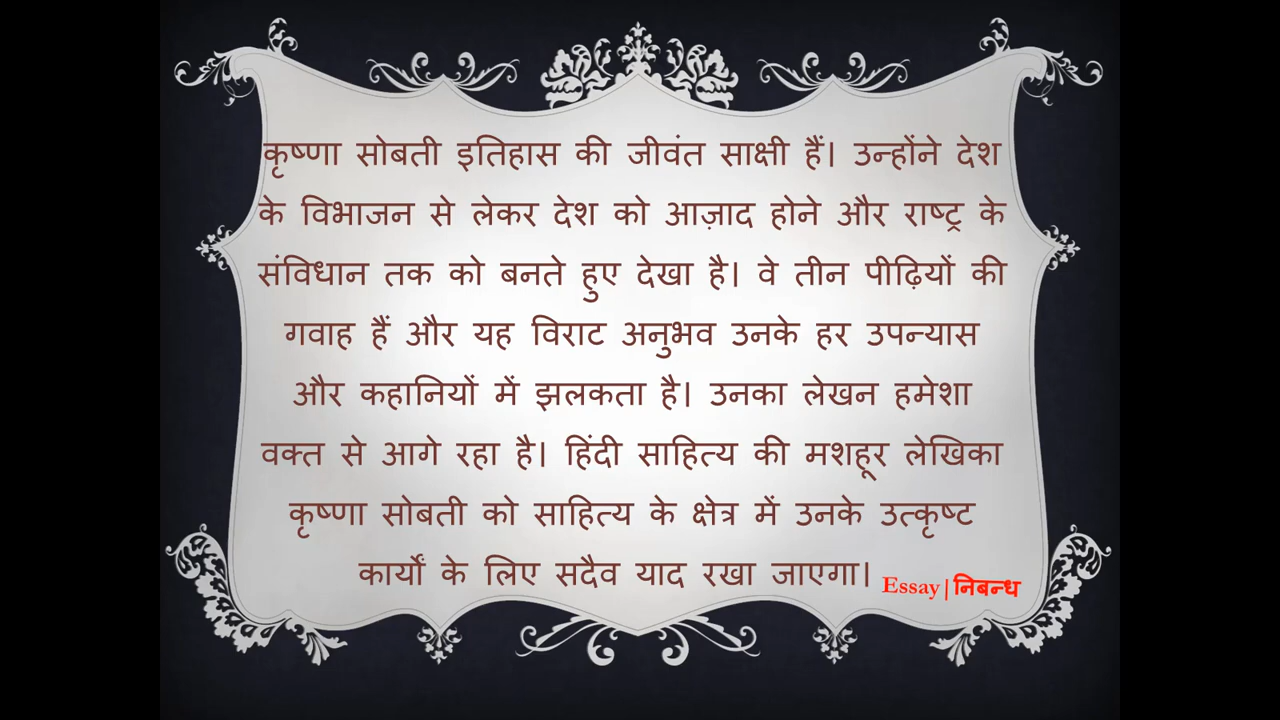 कृष्णा सोबती इतिहास की जीवंत साक्षी हैं। उन्होंने देश
के विभाजन से लेकर देश को आज़ाद होने और राष्ट्र के
संविधान तक को बनते हुए देखा है। वे तीन पीढ़ियों की
गवाह हैं और यह विराट अनुभव उनके हर उपन्यास
और कहानियों में झलकता है। उनका लेखन हमेशा
वक्त से आगे रहा है। हिंदी साहित्य की मशहूर लेखिका
कृष्णा सोबती को साहित्य के क्षेत्र में उनके उत्कृष्ट
कार्यों के लिए सदैव याद रखा जाएगा।
Essay|निबन्ध